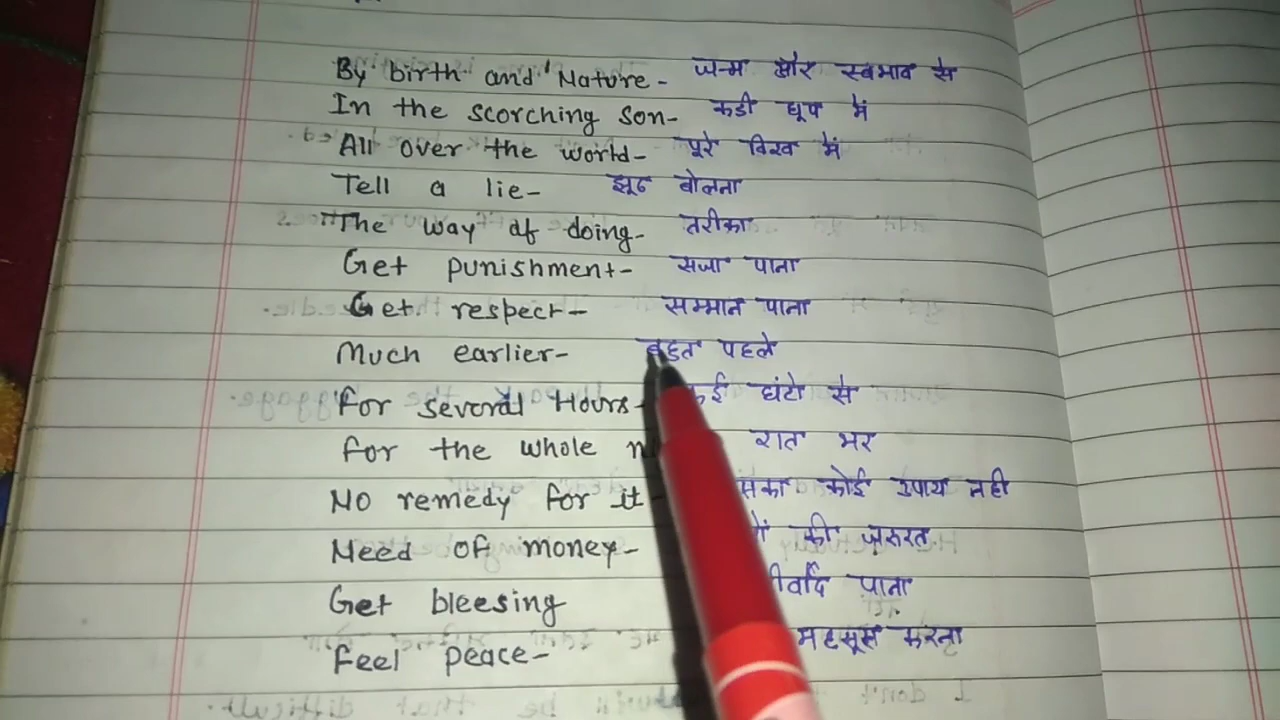 By birth and Nature- जन्म और स्वभाव से
In the scorching son- कडी धूप में
All over the world- पूरे विश्व में
Tell a lie- झूठ बोलना
The way of doing- तरीका
Get punishment- सजा पाना
Get respect- सम्मान पाना
Much earlier- बहुत पहले
For several Hours- कई घंटो से
for the whole रात भर
No remedy for it- कोई उपाय नही
Need of money- की जरुरत
Get bleesing पाना
Feel peace- महसूस करना